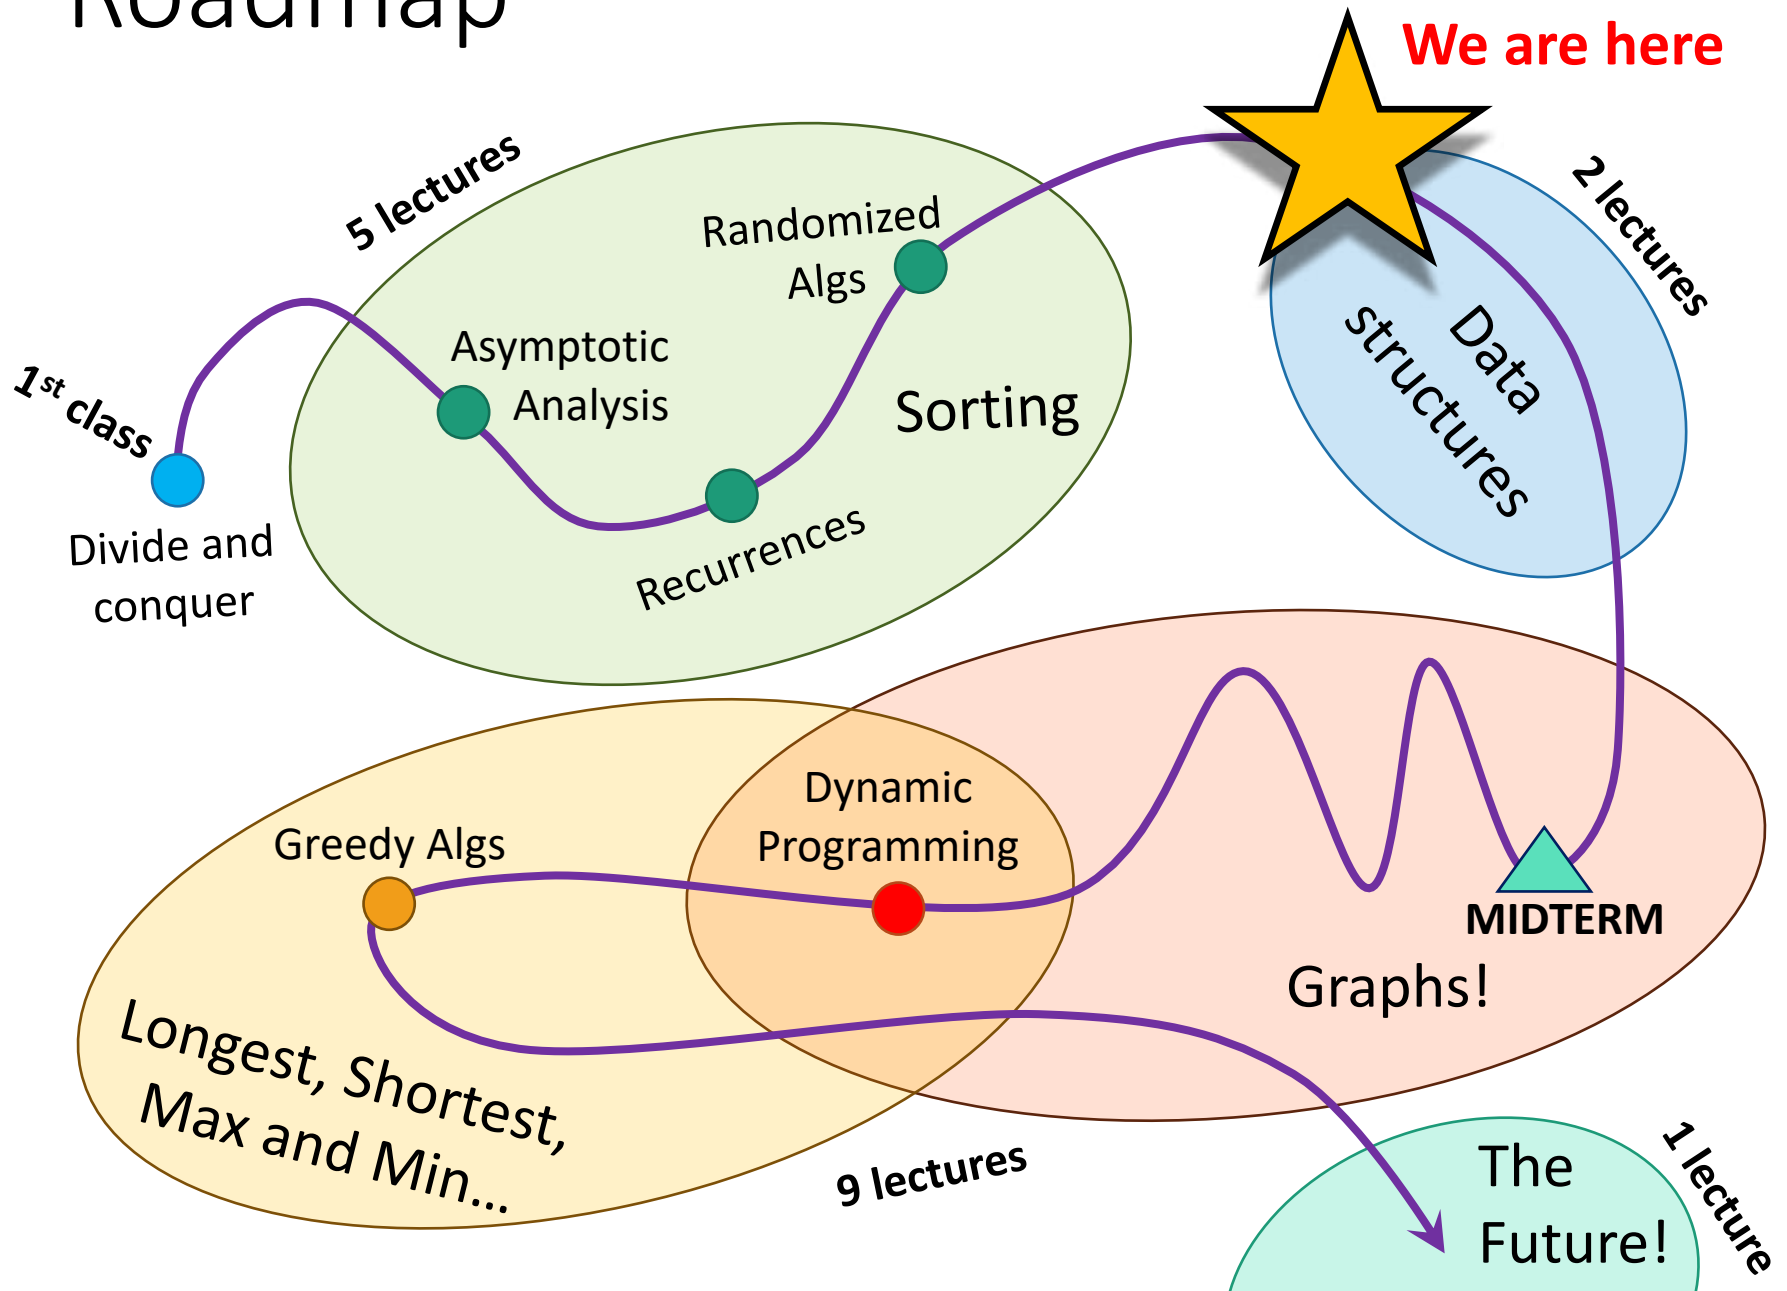 Roadmap
We are here
5 lectures
2 lectures
Randomized
Algs
Asymptotic
Analysis
Sorting
Data
structures
1st class
Divide and
conquer
Recurrences
Dynamic
Programming
Greedy Algs
MIDTERM
Graphs!
Longest, Shortest,
Max and Min...
9 lectures
The
Future!
1 lecture